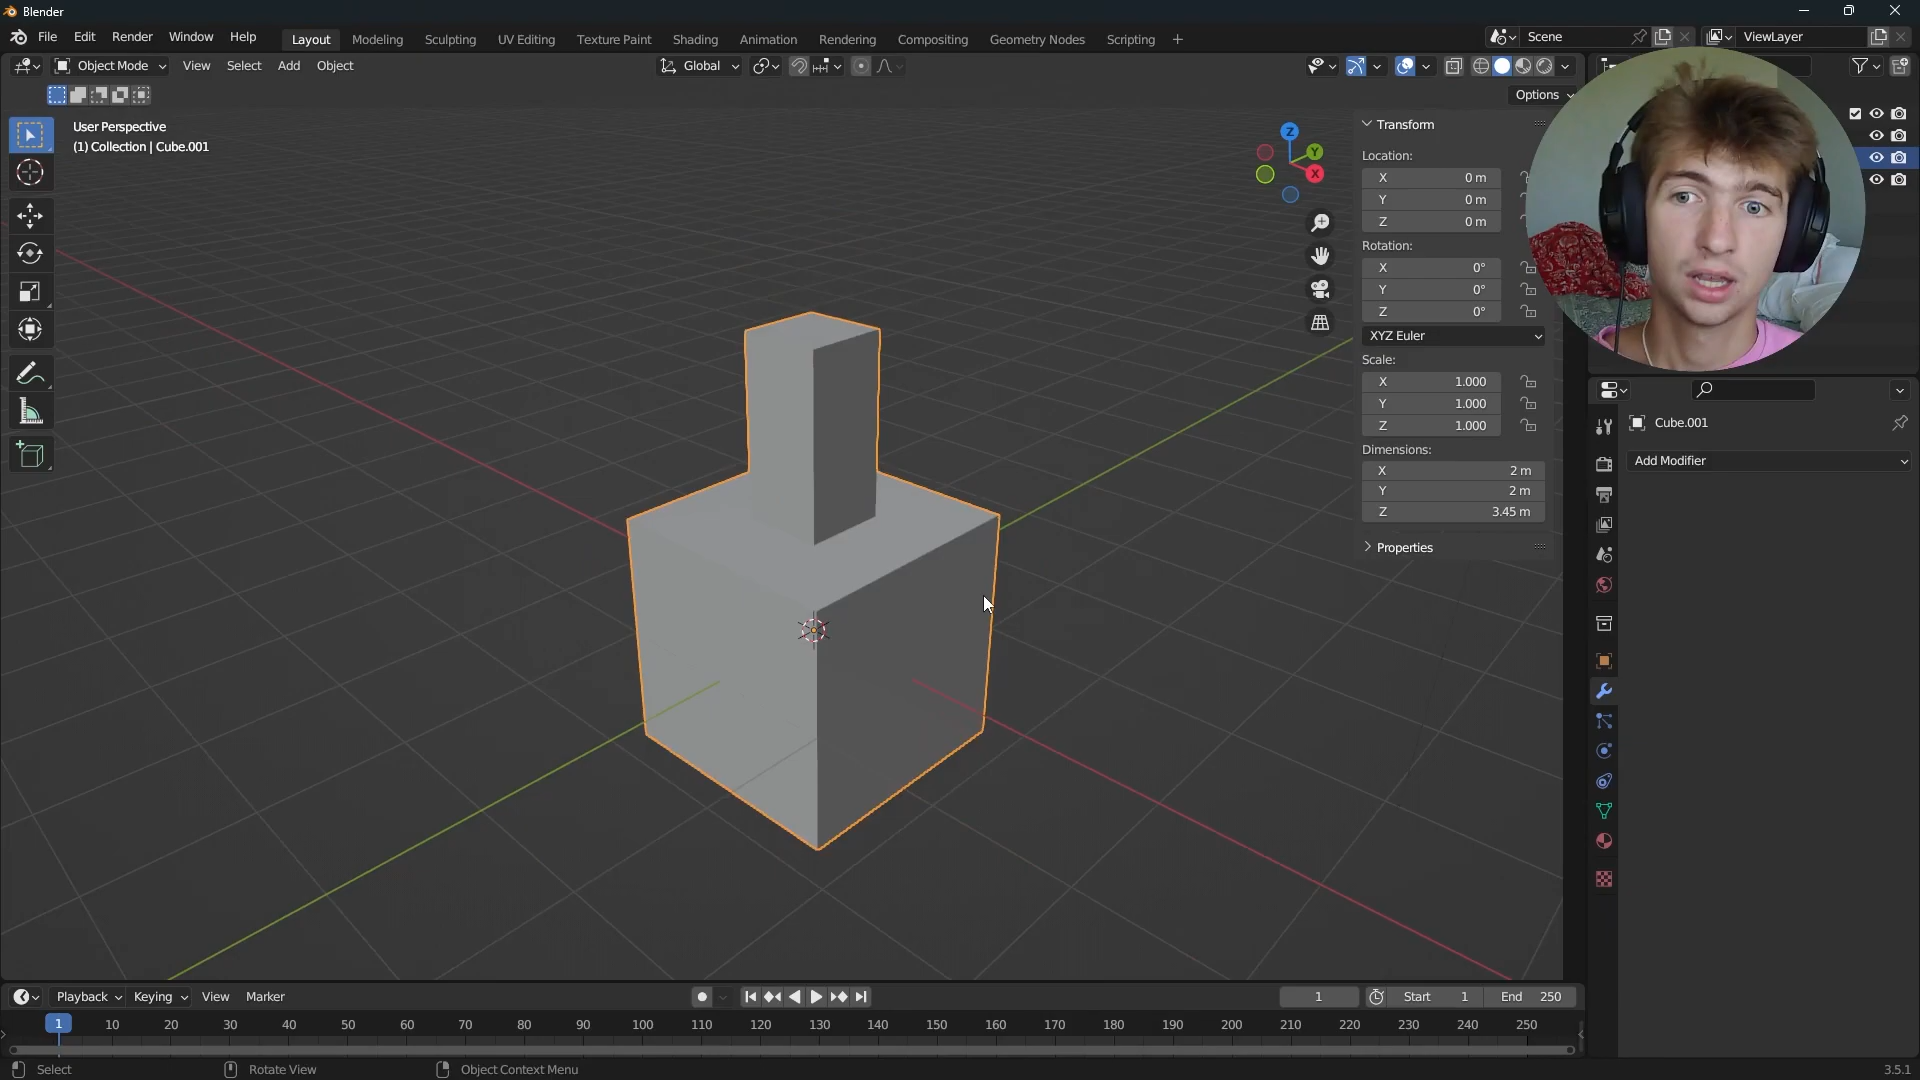 Blender
File Edit Render Window Help Layout Modeling Sculpting UV Editing Texture Paint Shading Animation Rendering Compositing Geometry Nodes Scripting + Scene ViewLayer
Object Mode View Select Add Object Global
Options
User Perspective
(1) Collection | Cube.001
Z
Y
X
Transform
Location:
X 0 m
Y 0 m
Z 0 m
Rotation:
X 0°
Y 0°
Z 0°
XYZ Euler
Scale:
X 1.000
Y 1.000
Z 1.000
Dimensions:
X 2 m
Y 2 m
Z 3.45 m
Properties
Cube.001
Add Modifier
Playback Keying View Marker 1 Start 1 End 250
1 10 20 30 40 50 60 70 80 90 100 110 120 130 140 150 160 170 180 190 200 210 220 230 240 250
Select Rotate View Object Context Menu 3.5.1